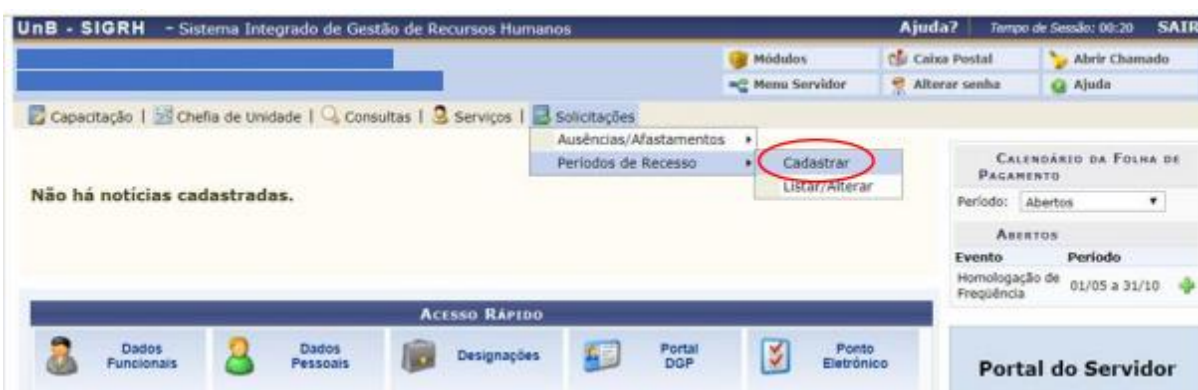 UnB - SIGRH - Sistema Integrado de Gestão de Recursos Humanos Ajuda? Tempo de Sessão: 00:20 SAIR
Módulos Caixa Postal Abrir Chamado
Menu Servidor Alterar senha Ajuda
Capacitação | Chefia de Unidade | Consultas | Serviços | Solicitações
Ausências/Afastamentos
Períodos de Recesso Cadastrar
Listar/Alterar
Não há notícias cadastradas.
CALENDÁRIO DA FOLHA DE
PAGAMENTO
Período: Abertos
ABERTOS
Evento Período
Homologação de
Freqüência 01/05 a 31/10
ACESSO RÁPIDO
Dados
Funcionais
Dados
Pessoais
Designações
Portal
DGP
Ponto
Eletrônico
Portal do Servidor